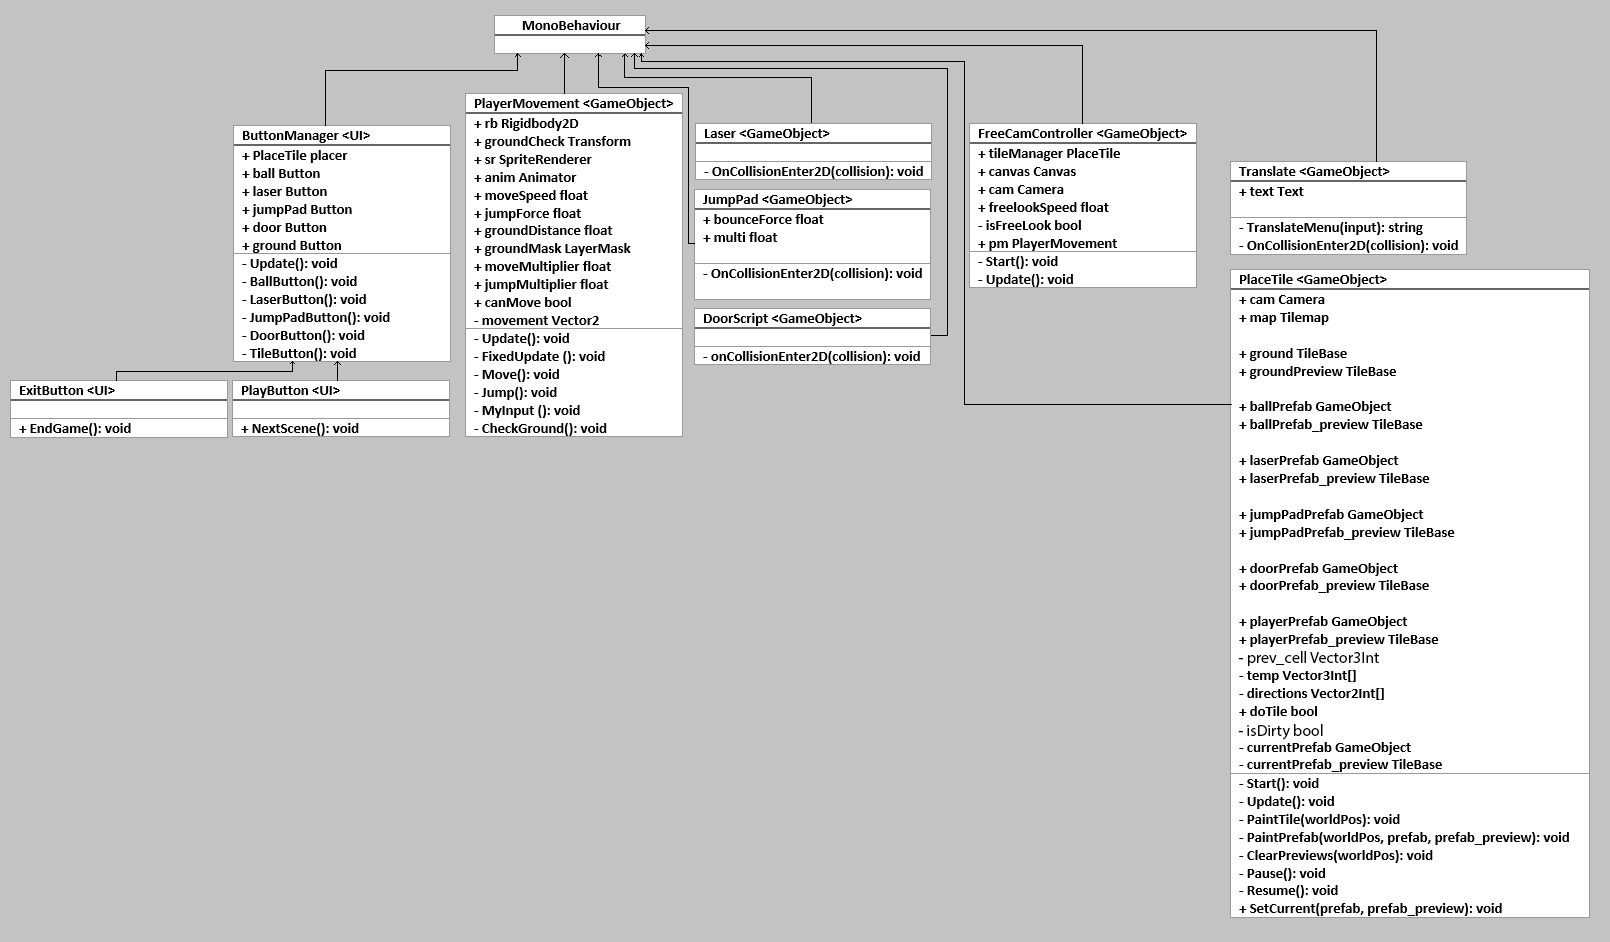 MonoBehaviour
ButtonManager <UI>
+ PlaceTile placer
+ ball Button
+ laser Button
+ jumpPad Button
+ door Button
+ ground Button
- Update(): void
- BallButton(): void
- LaserButton(): void
- JumpPadButton(): void
- DoorButton(): void
- TileButton(): void
ExitButton <UI>
+ EndGame(): void
PlayButton <UI>
+ NextScene(): void
PlayerMovement <GameObject>
+ rb Rigidbody2D
+ groundCheck Transform
+ sr SpriteRenderer
+ anim Animator
+ moveSpeed float
+ jumpForce float
+ groundDistance float
+ groundMask LayerMask
+ moveMultiplier float
+ jumpMultiplier float
+ canMove bool
- movement Vector2
- Update(): void
- FixedUpdate (): void
- Move(): void
- Jump(): void
- MyInput (): void
- CheckGround(): void
Laser <GameObject>
- OnCollisionEnter2D(collision): void
JumpPad <GameObject>
+ bounceForce float
+ multi float
- OnCollisionEnter2D(collision): void
DoorScript <GameObject>
- onCollisionEnter2D(collision): void
FreeCamController <GameObject>
+ tileManager PlaceTile
+ canvas Canvas
+ cam Camera
+ freelookSpeed float
- isFreeLook bool
+ pm PlayerMovement
- Start(): void
- Update(): void
Translate <GameObject>
+ text Text
- TranslateMenu(input): string
- OnCollisionEnter2D(collision): void
PlaceTile <GameObject>
+ cam Camera
+ map Tilemap
+ ground TileBase
+ groundPreview TileBase
+ ballPrefab GameObject
+ ballPrefab_preview TileBase
+ laserPrefab GameObject
+ laserPrefab_preview TileBase
+ jumpPadPrefab GameObject
+ jumpPadPrefab_preview TileBase
+ doorPrefab GameObject
+ doorPrefab_preview TileBase
+ playerPrefab GameObject
+ playerPrefab_preview TileBase
- prev_cell Vector3Int
- temp Vector3Int[]
- directions Vector2Int[]
+ doTile bool
- isDirty bool
- currentPrefab GameObject
- currentPrefab_preview TileBase
- Start(): void
- Update(): void
- PaintTile(worldPos): void
- PaintPrefab(worldPos, prefab, prefab_preview): void
- ClearPreviews(worldPos): void
- Pause(): void
- Resume(): void
+ SetCurrent(prefab, prefab_preview): void